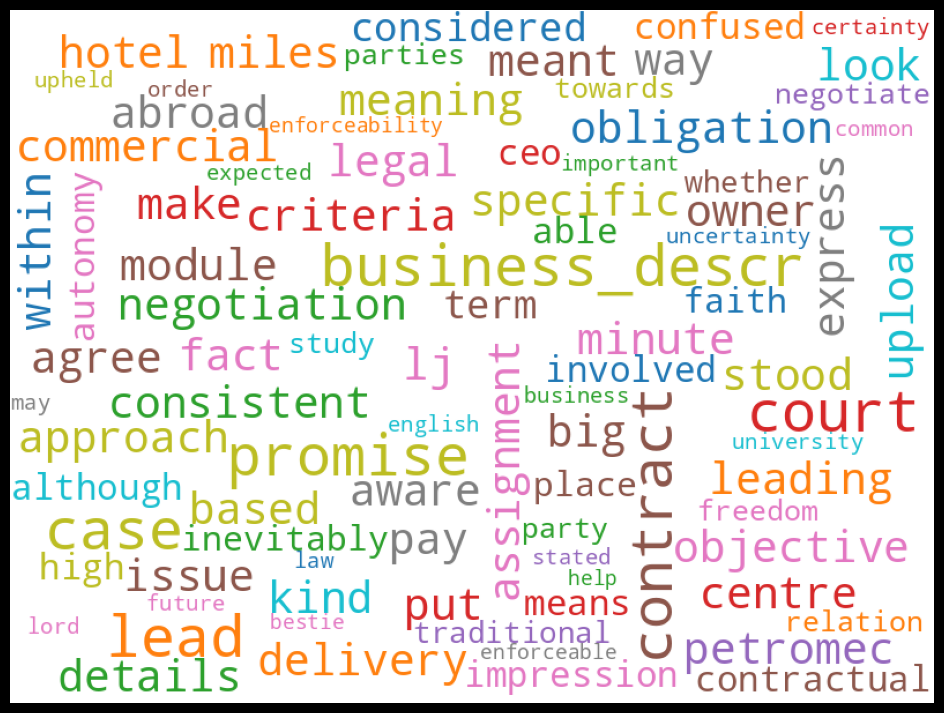 considered confused certainty
hotel miles parties meant way look
upheld order meaning towards negotiate
abroad enforceability obligation common
commercial expected legal ceo important
within autonomy make criteria specific whether owner express
able uncertainty upload
module business_descr
negotiation term faith
agree fact study lj assignment minute
involved stood
may consistent business contract court
approach promise english big university
although based aware place leading
case inevitably pay party freedom
high issue law stated objective
future kind help centre
lord lead bestie put means relation
traditional enforceable petromec
details delivery impression contractual